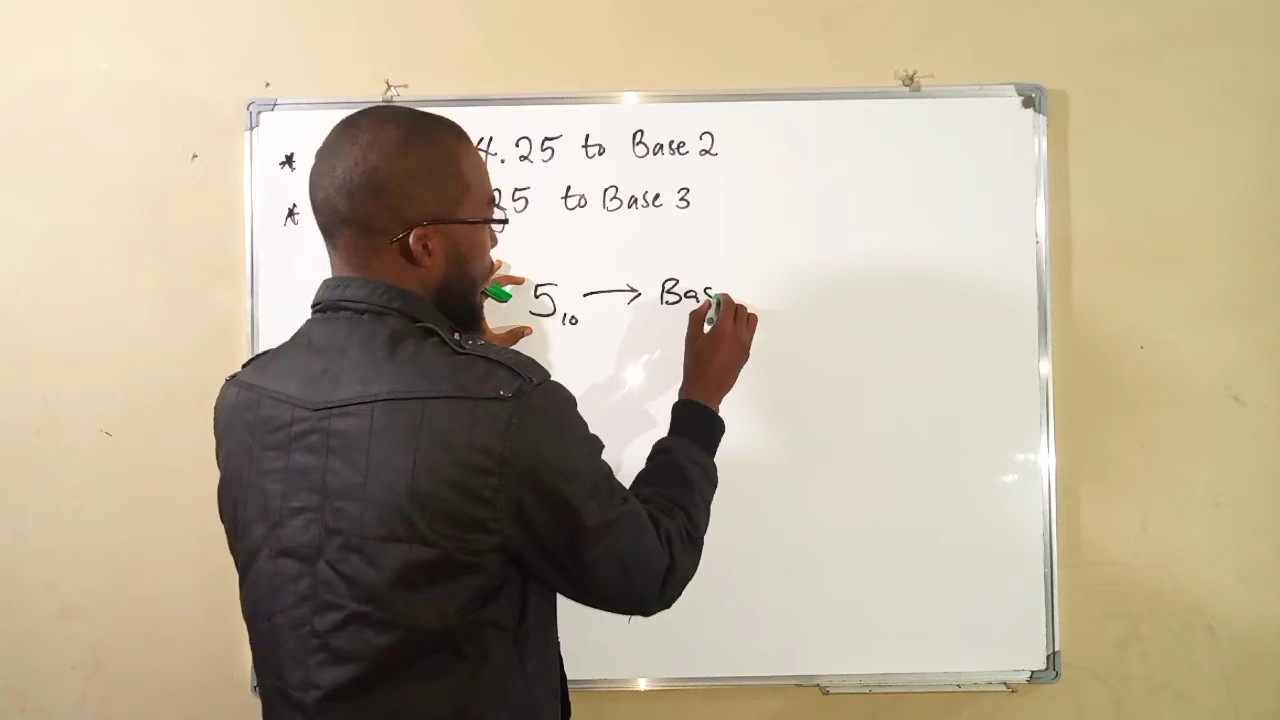 * 4.25 to Base 2
* 25 to Base 3
5₁₀ → Bas